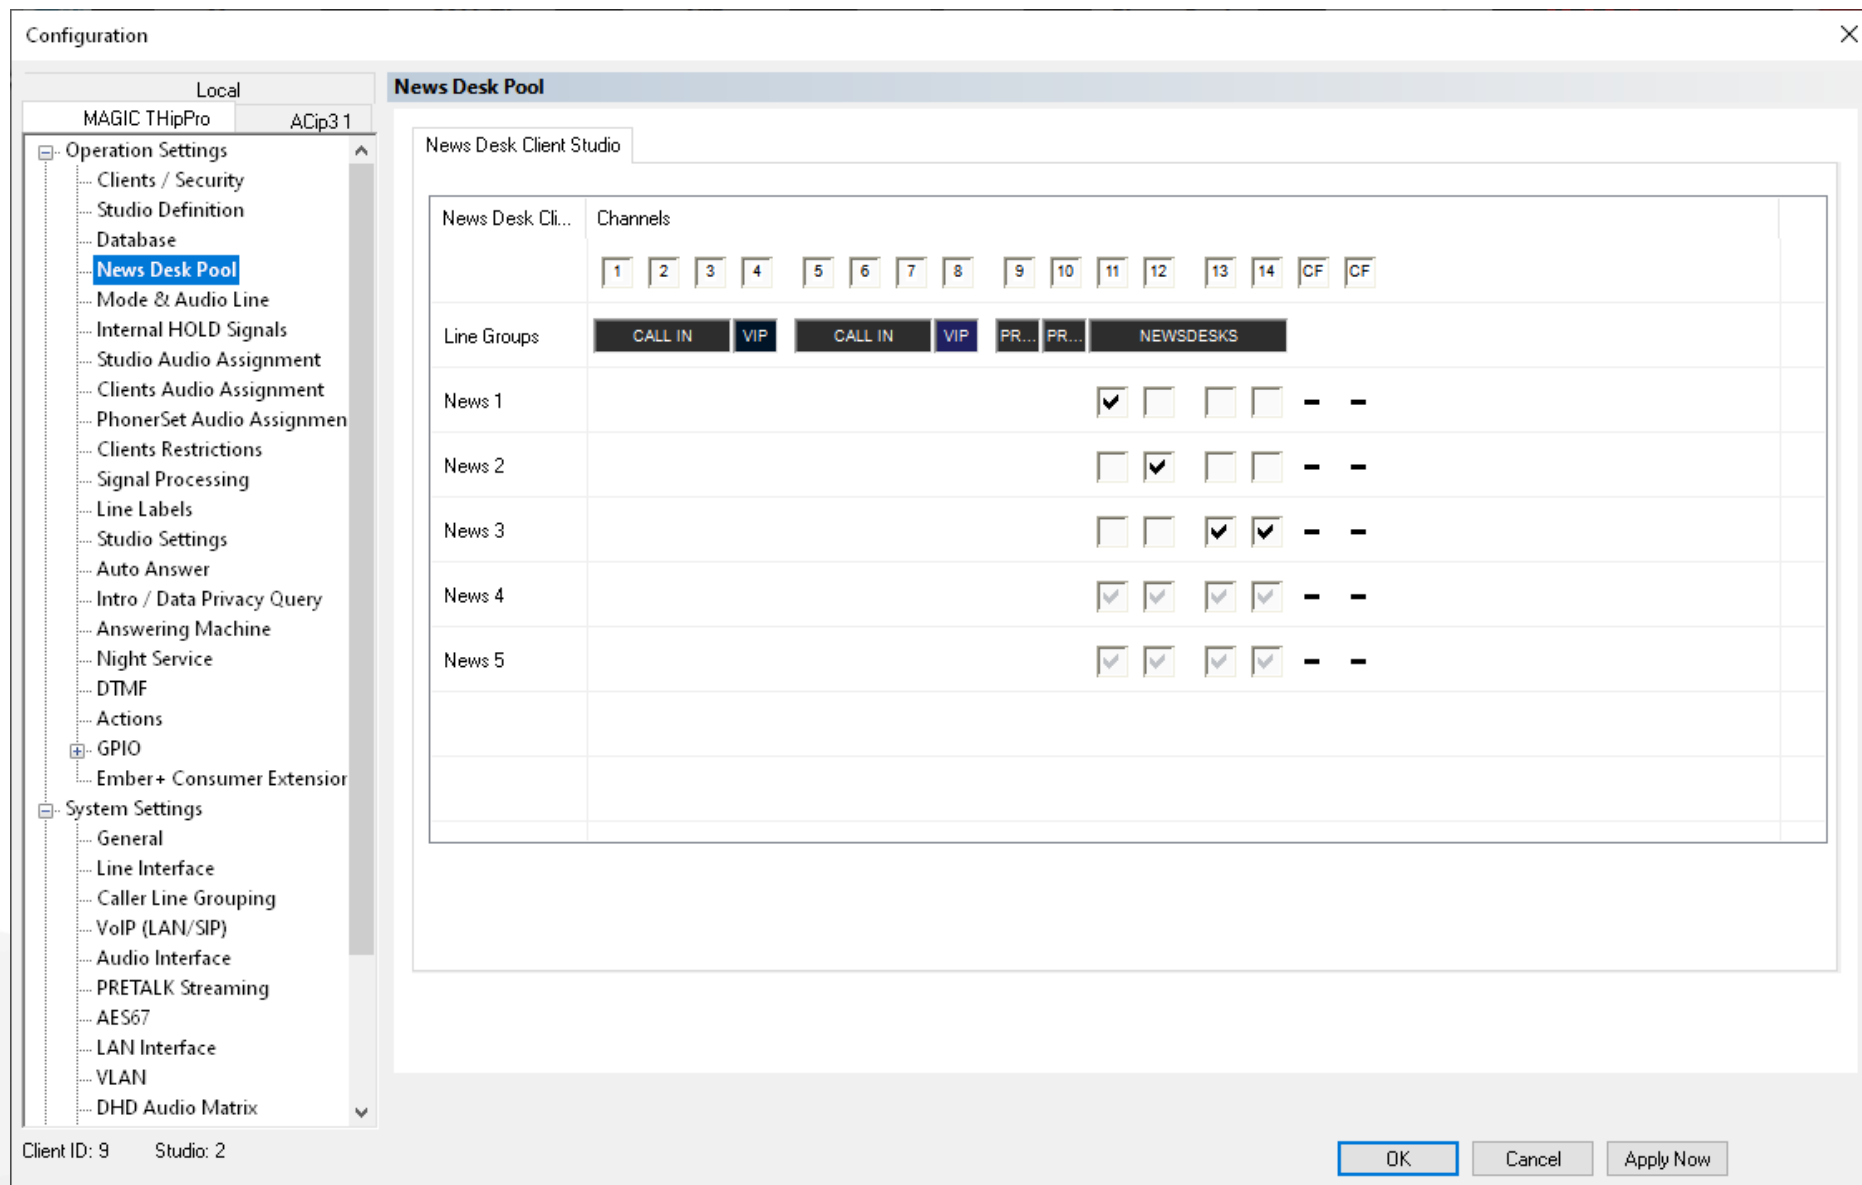 Configuration
Local
MAGIC THipPro
ACip3 1
Operation Settings
Clients / Security
Studio Definition
Database
News Desk Pool
Mode & Audio Line
Internal HOLD Signals
Studio Audio Assignment
Clients Audio Assignment
PhonerSet Audio Assignmen
Clients Restrictions
Signal Processing
Line Labels
Studio Settings
Auto Answer
Intro / Data Privacy Query
Answering Machine
Night Service
DTMF
Actions
GPIO
Ember+ Consumer Extension
System Settings
General
Line Interface
Caller Line Grouping
VoIP (LAN/SIP)
Audio Interface
PRETALK Streaming
AES67
LAN Interface
VLAN
DHD Audio Matrix
Client ID: 9 Studio: 2
News Desk Pool
News Desk Client Studio
News Desk Cli... Channels
1 2 3 4 5 6 7 8 9 10 11 12 13 14 CF CF
Line Groups CALL IN VIP CALL IN VIP PR... PR... NEWSDESKS
News 1
News 2
News 3
News 4
News 5
OK Cancel Apply Now